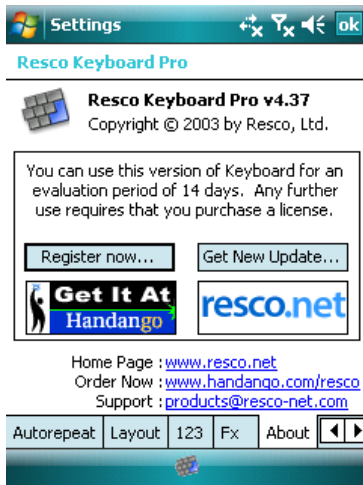 Settings ok
Resco Keyboard Pro
Resco Keyboard Pro v4.37
Copyright © 2003 by Resco, Ltd.
You can use this version of Keyboard for an
evaluation period of 14 days. Any further
use requires that you purchase a license.
Register now... Get New Update...
Get It At
Handango
resco.net
Home Page : www.resco.net
Order Now : www.handango.com/resco
Support : products@resco-net.com
Autorepeat Layout 123 Fx About